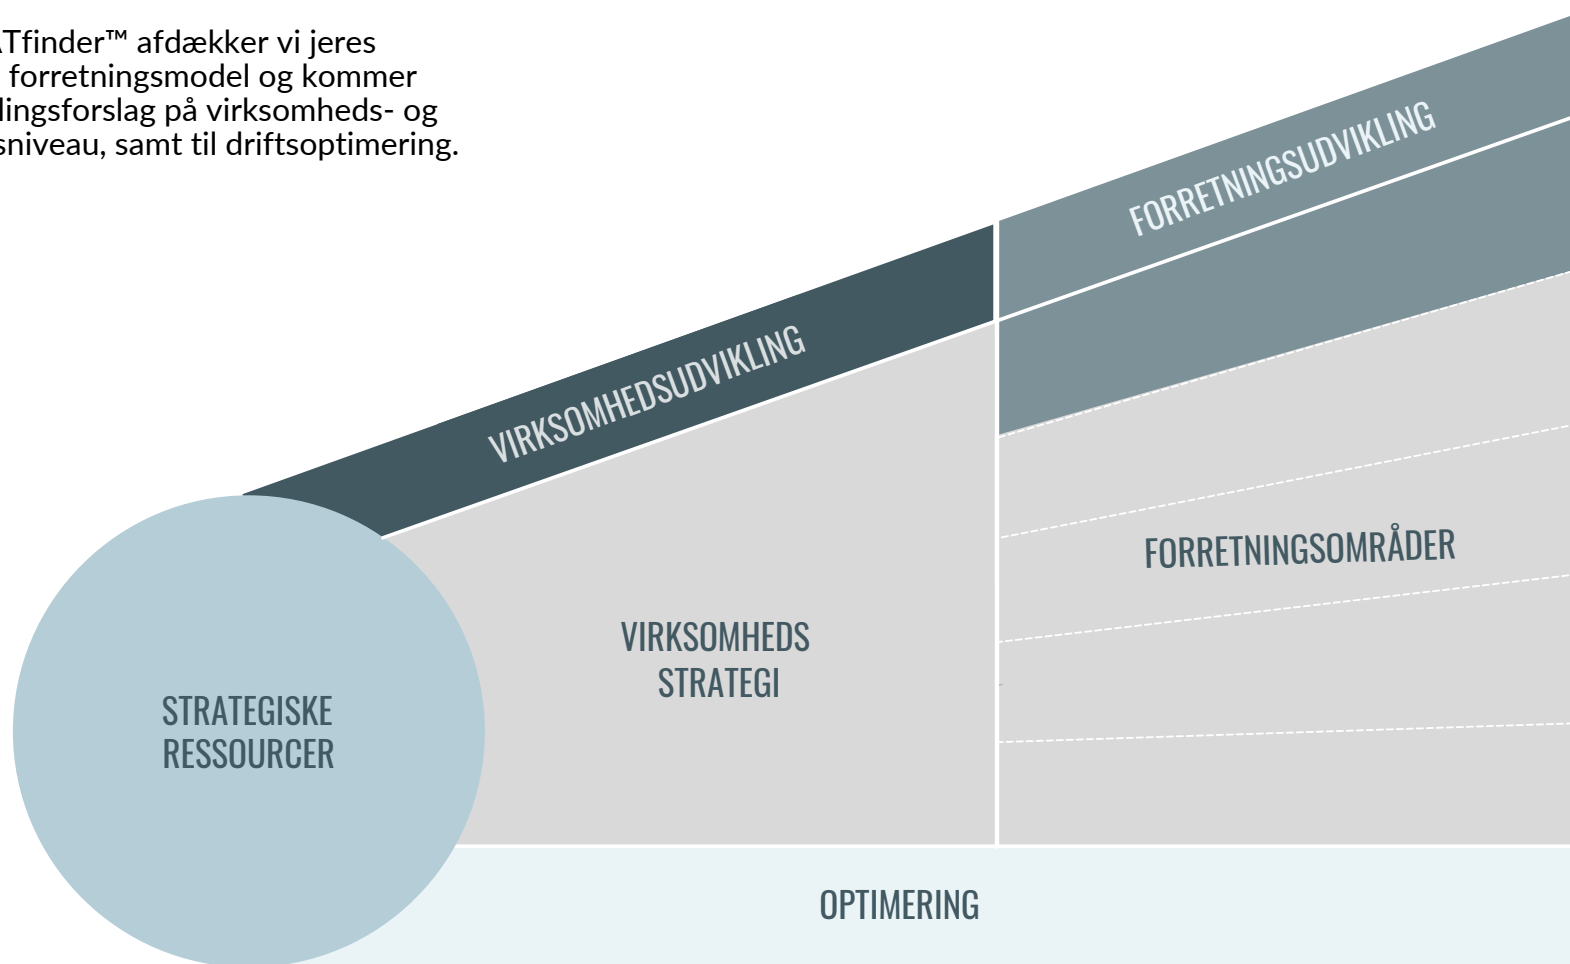 Tfinder™ afdækker vi jeres
forretningsmodel og kommer
lingsforslag på virksomheds- og
sniveau, samt til driftsoptimering.
FORRETNINGSUDVIKLING
VIRKSOMHEDSUDVIKLING
FORRETNINGSOMRÅDER
VIRKSOMHEDS
STRATEGI
STRATEGISKE
RESSOURCER
OPTIMERING